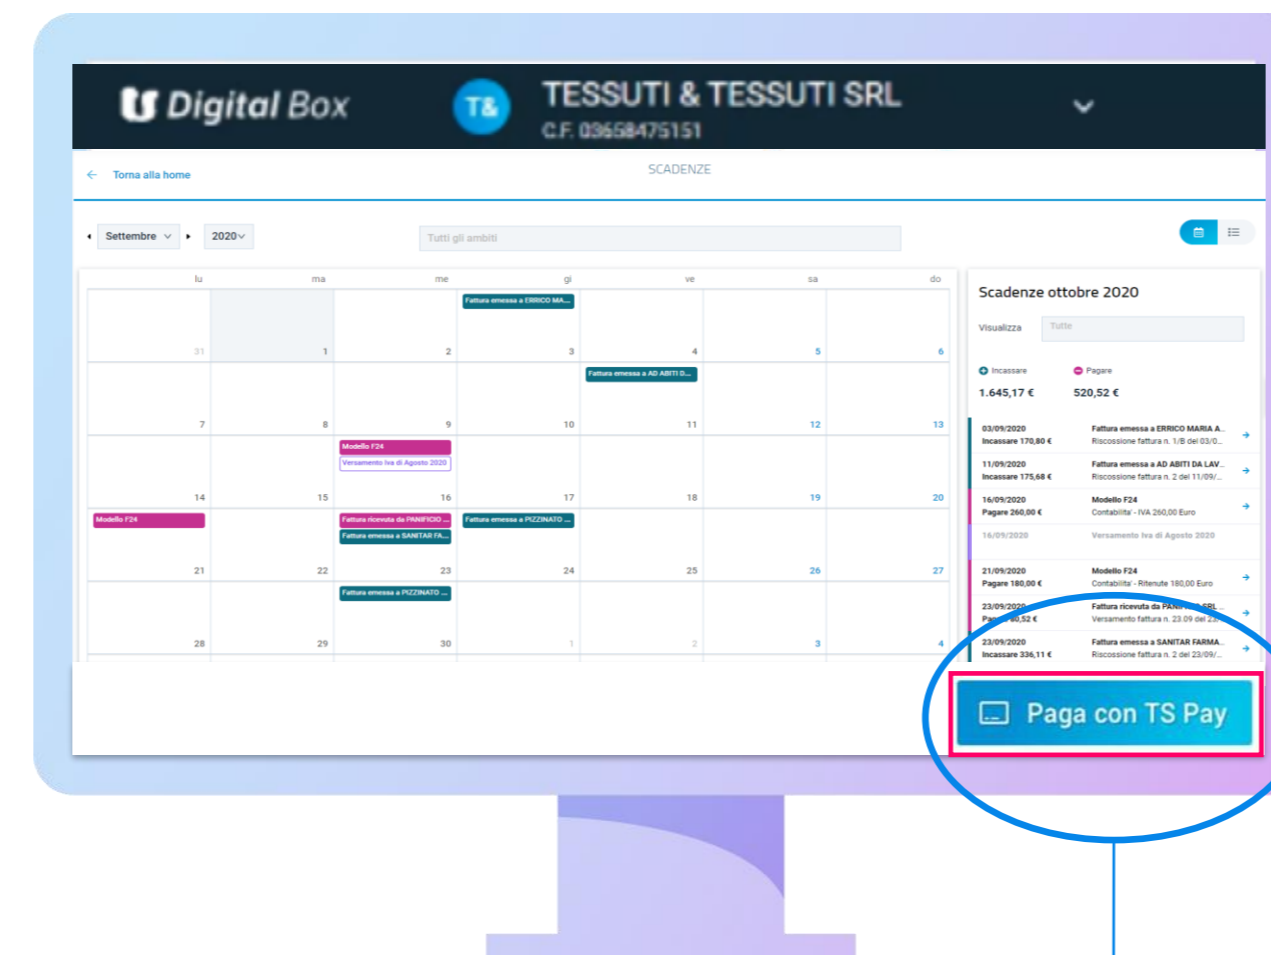 Digital Box
T&
TESSUTI & TESSUTI SRL
C.F. 03658475151
Torna alla home
SCADENZE
Settembre
2020
Tutti gli ambiti
lu ma me gi ve sa do
Fattura emessa a ERRICO MA...
31 1 2 3 4 5 6
Fattura emessa a AD ABITI D...
7 8 9 10 11 12 13
Modello F24
Versamento Iva di Agosto 2020
14 15 16 17 18 19 20
Modello F24
Fattura ricevuta da PANIFICIO ...
Fattura emessa a PIZZINATO ...
Fattura emessa a SANITAR FA...
21 22 23 24 25 26 27
Fattura emessa a PIZZINATO ...
28 29 30 1 2 3 4
Scadenze ottobre 2020
Visualizza
Tutte
Incassare
Pagare
1.645,17 €
520,52 €
03/09/2020 Fattura emessa a ERRICO MARIA A...
Incassare 170,80 € Riscossione fattura n. 1/B del 03/0...
11/09/2020 Fattura emessa a AD ABITI DA LAV...
Incassare 175,68 € Riscossione fattura n. 2 del 11/09/...
16/09/2020 Modello F24
Pagare 260,00 € Contabilita' - IVA 260,00 Euro
16/09/2020 Versamento Iva di Agosto 2020
21/09/2020 Modello F24
Pagare 180,00 € Contabilita' - Ritenute 180,00 Euro
23/09/2020 Fattura ricevuta da SRL ...
Versamento fattura n. 23.09 del
23/09/2020 Fattura emessa a SANITAR FARMA...
Incassare 336,11 € Riscossione fattura n. 2 del 23/09/...
Paga con TS Pay